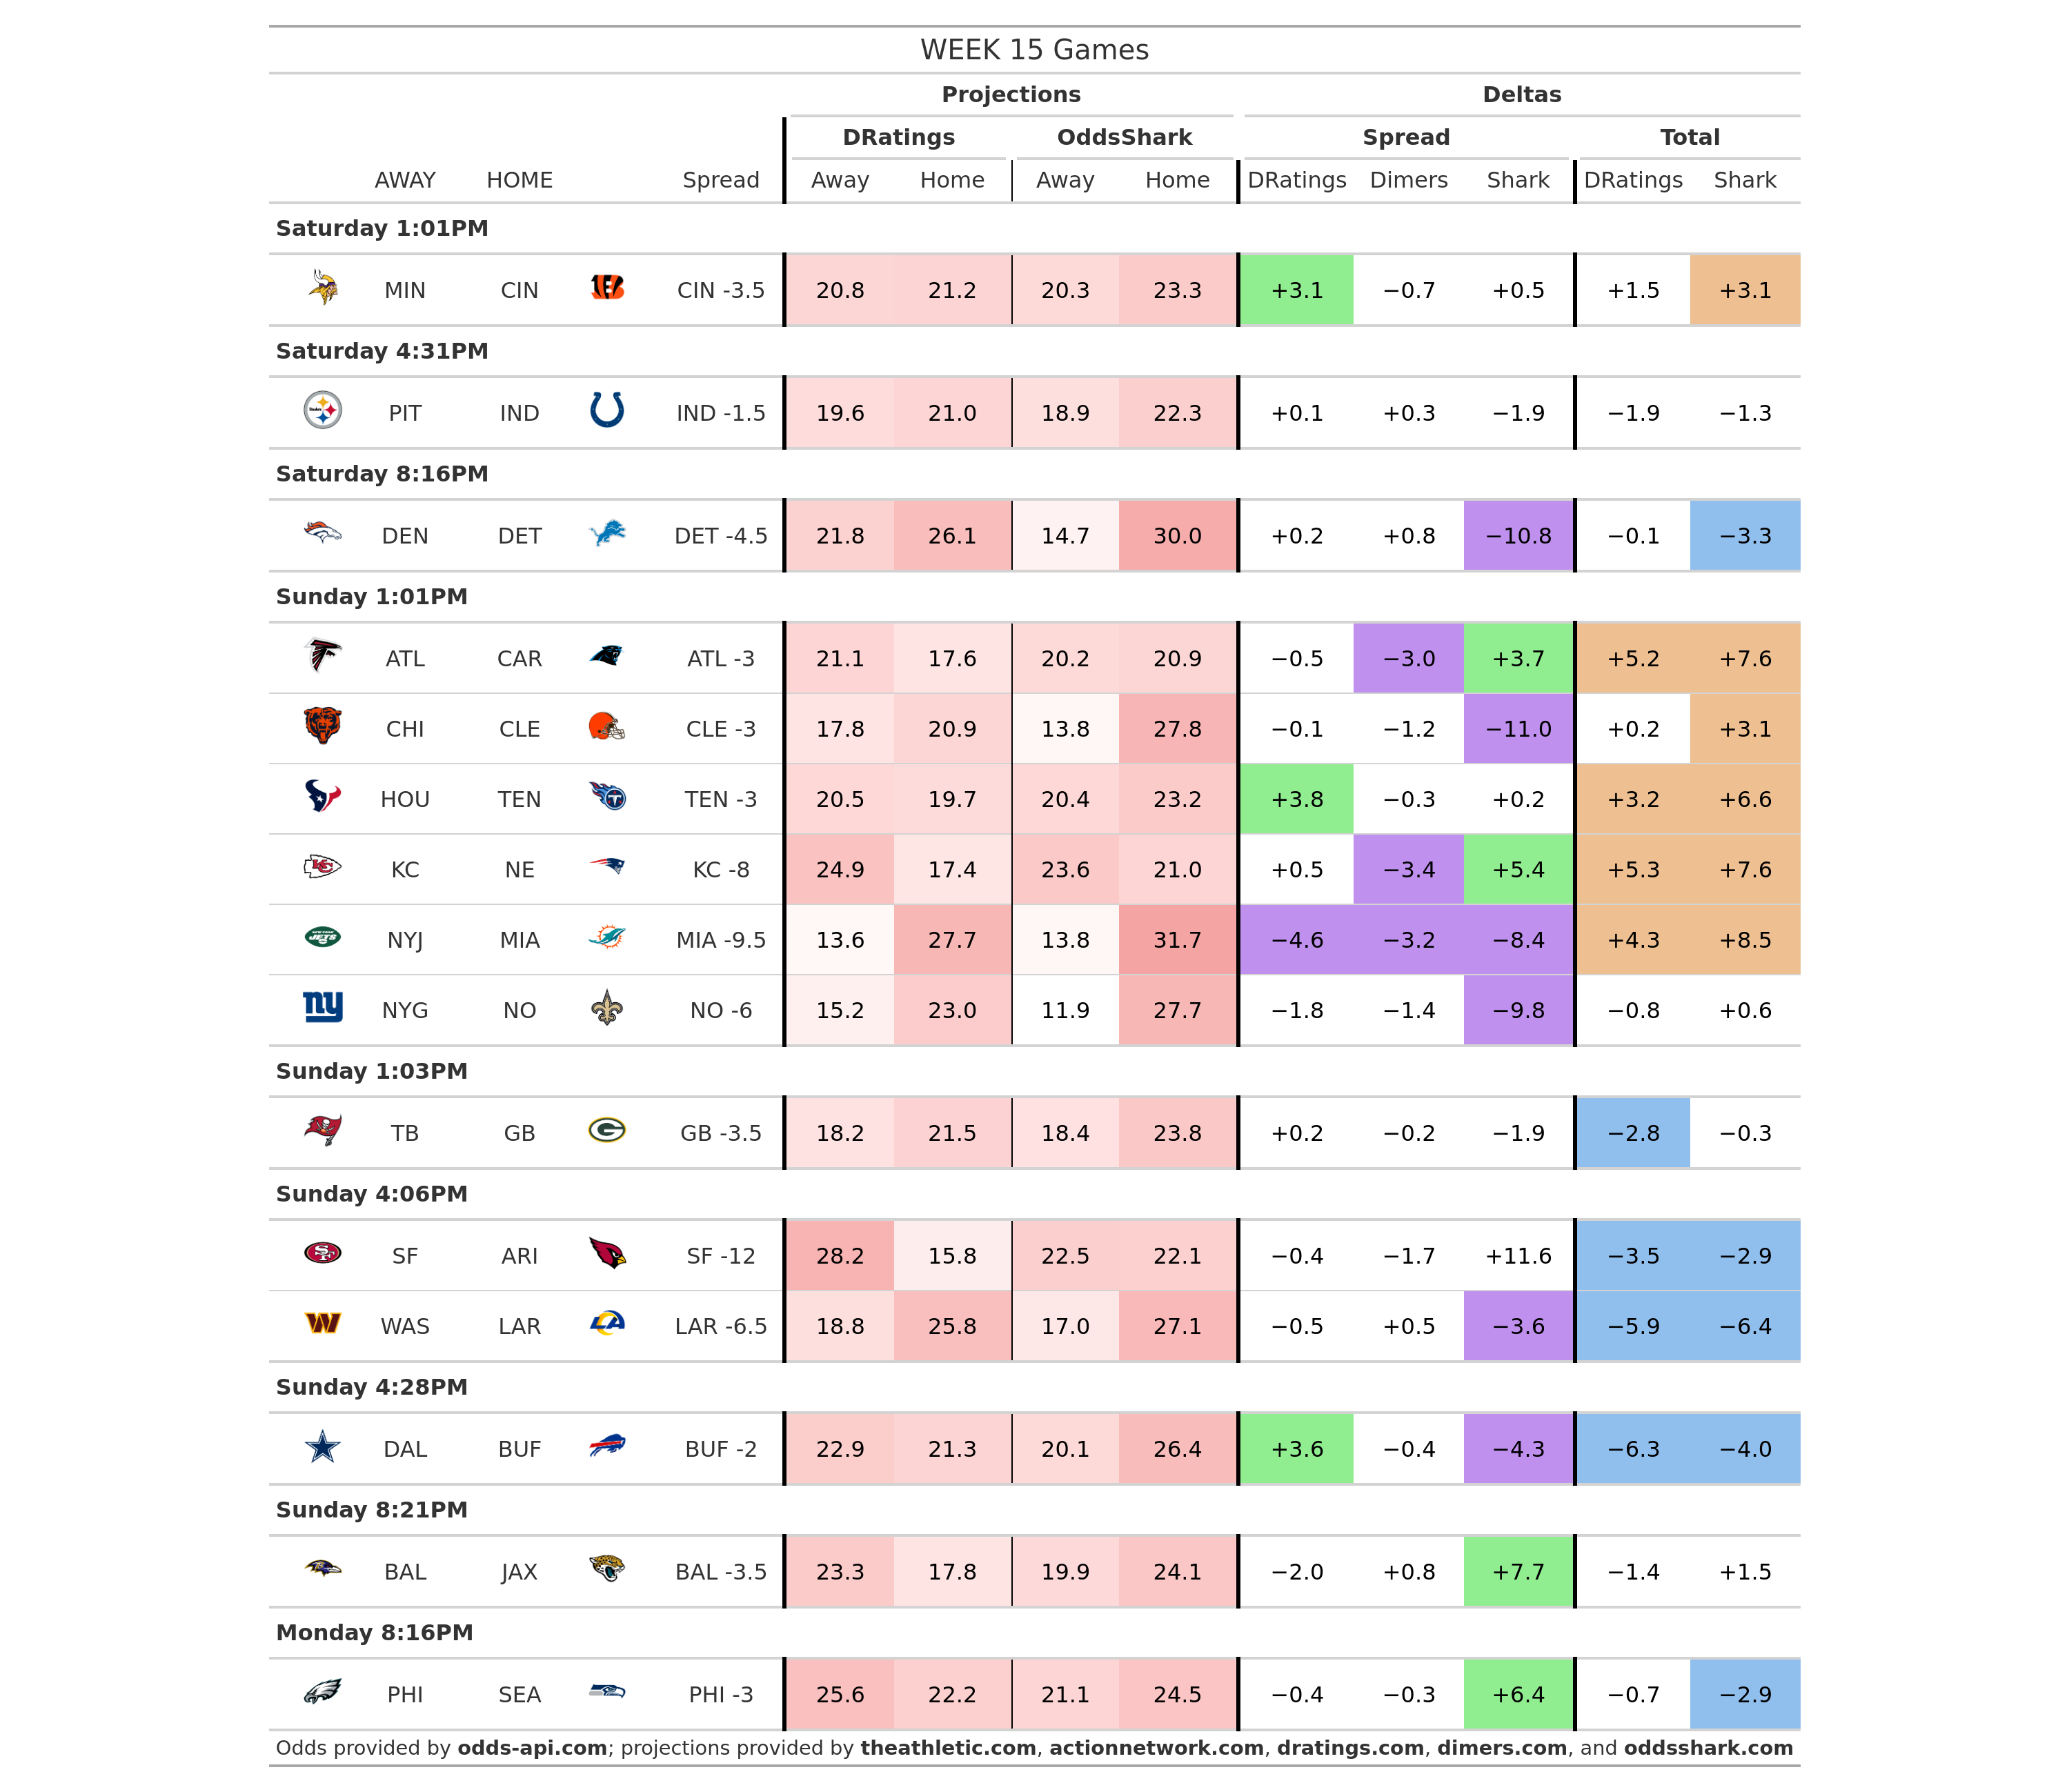 WEEK 15 Games
Projections Deltas
DRatings OddsShark Spread Total
AWAY HOME Spread Away Home Away Home DRatings Dimers Shark DRatings Shark
Saturday 1:01PM
MIN CIN CIN -3.5 20.8 21.2 20.3 23.3 +3.1 −0.7 +0.5 +1.5 +3.1
Saturday 4:31PM
PIT IND IND -1.5 19.6 21.0 18.9 22.3 +0.1 +0.3 −1.9 −1.9 −1.3
Saturday 8:16PM
DEN DET DET -4.5 21.8 26.1 14.7 30.0 +0.2 +0.8 −10.8 −0.1 −3.3
Sunday 1:01PM
ATL CAR ATL -3 21.1 17.6 20.2 20.9 −0.5 −3.0 +3.7 +5.2 +7.6
CHI CLE CLE -3 17.8 20.9 13.8 27.8 −0.1 −1.2 −11.0 +0.2 +3.1
HOU TEN TEN -3 20.5 19.7 20.4 23.2 +3.8 −0.3 +0.2 +3.2 +6.6
KC NE KC -8 24.9 17.4 23.6 21.0 +0.5 −3.4 +5.4 +5.3 +7.6
NYJ MIA MIA -9.5 13.6 27.7 13.8 31.7 −4.6 −3.2 −8.4 +4.3 +8.5
ny NYG NO NO -6 15.2 23.0 11.9 27.7 −1.8 −1.4 −9.8 −0.8 +0.6
Sunday 1:03PM
TB GB GB -3.5 18.2 21.5 18.4 23.8 +0.2 −0.2 −1.9 −2.8 −0.3
Sunday 4:06PM
SF ARI SF -12 28.2 15.8 22.5 22.1 −0.4 −1.7 +11.6 −3.5 −2.9
WAS LAR LAR -6.5 18.8 25.8 17.0 27.1 −0.5 +0.5 −3.6 −5.9 −6.4
Sunday 4:28PM
DAL BUF BUF -2 22.9 21.3 20.1 26.4 +3.6 −0.4 −4.3 −6.3 −4.0
Sunday 8:21PM
BAL JAX BAL -3.5 23.3 17.8 19.9 24.1 −2.0 +0.8 +7.7 −1.4 +1.5
Monday 8:16PM
PHI SEA PHI -3 25.6 22.2 21.1 24.5 −0.4 −0.3 +6.4 −0.7 −2.9
Odds provided by odds-api.com; projections provided by theathletic.com, actionnetwork.com, dratings.com, dimers.com, and oddsshark.com